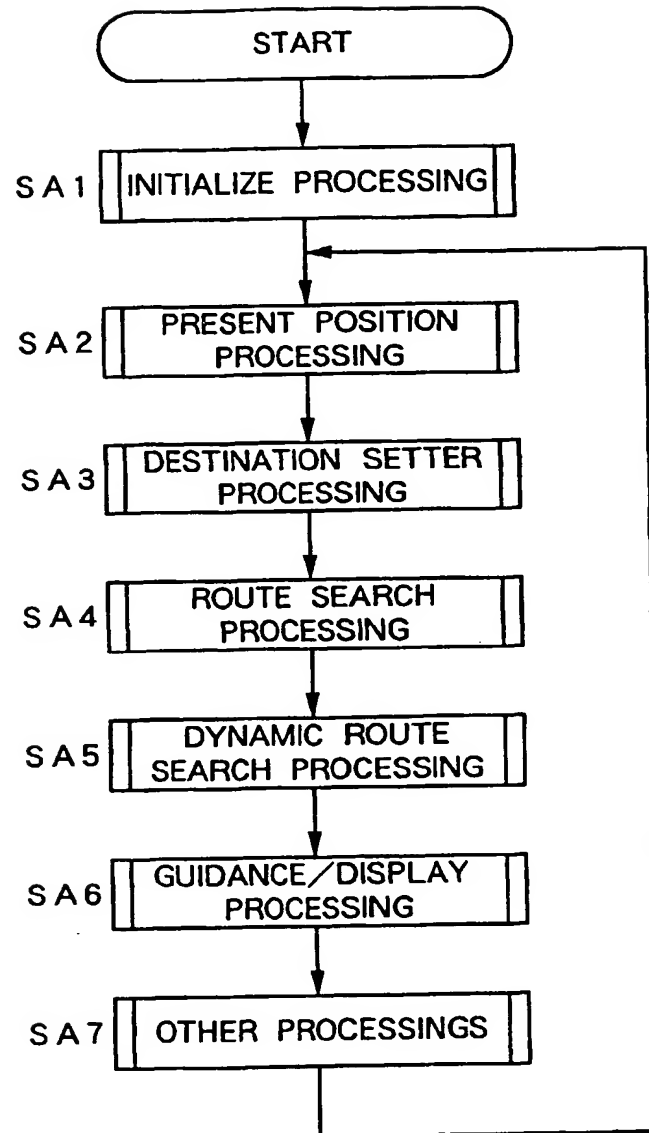 START
SA1 INITIALIZE PROCESSING
SA2 PRESENT POSITION
PROCESSING
SA3 DESTINATION SETTER
PROCESSING
SA4 ROUTE SEARCH
PROCESSING
SA5 DYNAMIC ROUTE
SEARCH PROCESSING
SA6 GUIDANCE/DISPLAY
PROCESSING
SA7 OTHER PROCESSINGS